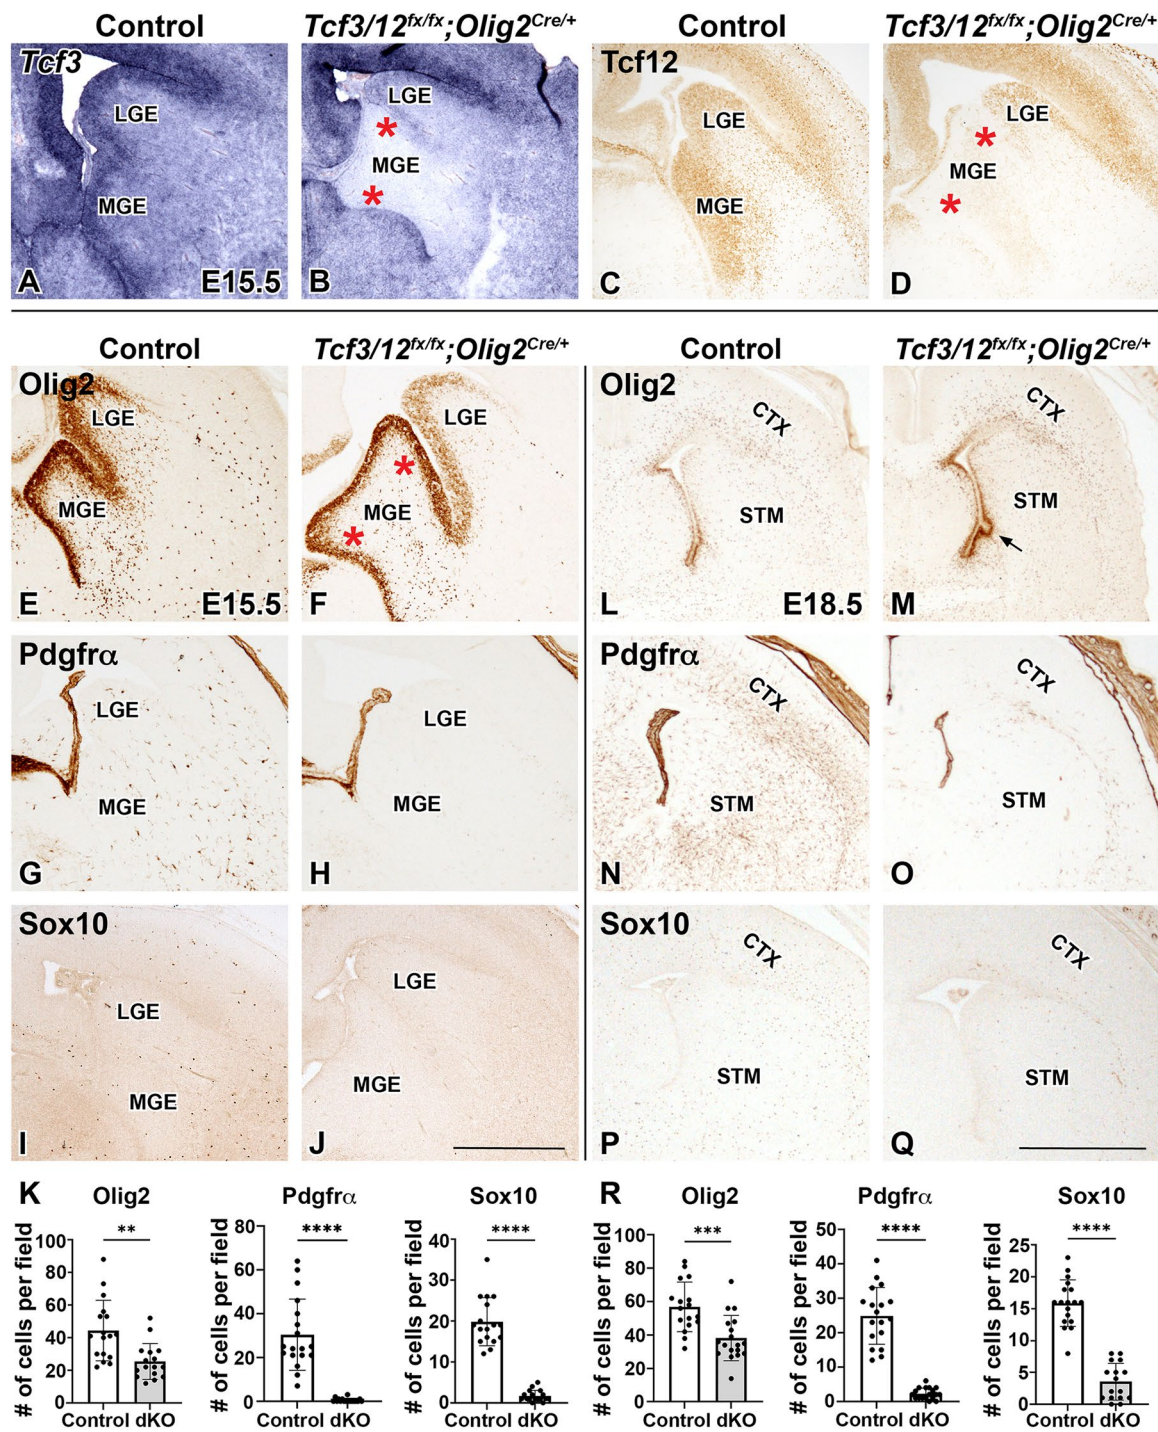 Control Tcf3/12fx/fx;Olig2Cre/+ Control Tcf3/12fx/fx;Olig2Cre/+
Tcf3 LGE MGE A E15.5
LGE * MGE * B
Tcf12 LGE MGE C
LGE * MGE * D
Control Tcf3/12fx/fx;Olig2Cre/+ Control Tcf3/12fx/fx;Olig2Cre/+
Olig2 LGE MGE E E15.5
LGE * MGE * F
Olig2 CTX STM L E18.5
CTX STM M
Pdgfrα LGE MGE G
LGE MGE H
Pdgfrα CTX STM N
CTX STM O
Sox10 LGE MGE I
LGE MGE J
Sox10 CTX STM P
CTX STM Q
K
Olig2
**
# of cells per field
100
80
60
40
20
0
Control dKO
Pdgfrα
****
# of cells per field
80
60
40
20
0
Control dKO
Sox10
****
# of cells per field
40
30
20
10
0
Control dKO
R
Olig2
***
# of cells per field
100
80
60
40
20
0
Control dKO
Pdgfrα
****
# of cells per field
50
40
30
20
10
0
Control dKO
Sox10
****
# of cells per field
25
20
15
10
5
0
Control dKO